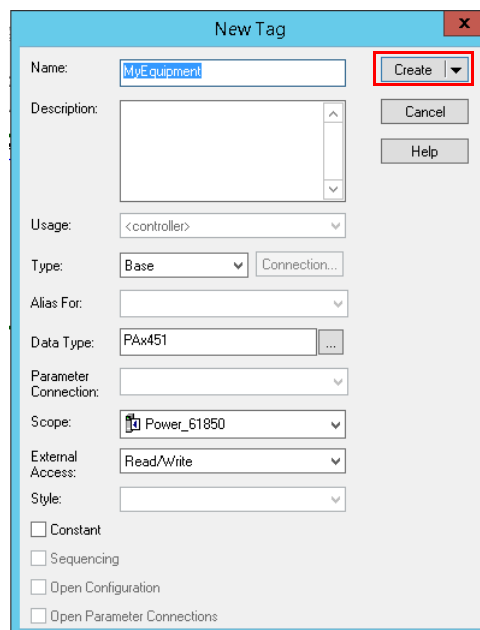 New Tag
x
Name: MyEquipment Create
Description: Cancel
Help
Usage: <controller>
Type: Base Connection...
Alias For:
Data Type: PAx451 ...
Parameter
Connection:
Scope: Power_61850
External
Access: Read/Write
Style:
Constant
Sequencing
Open Configuration
Open Parameter Connections